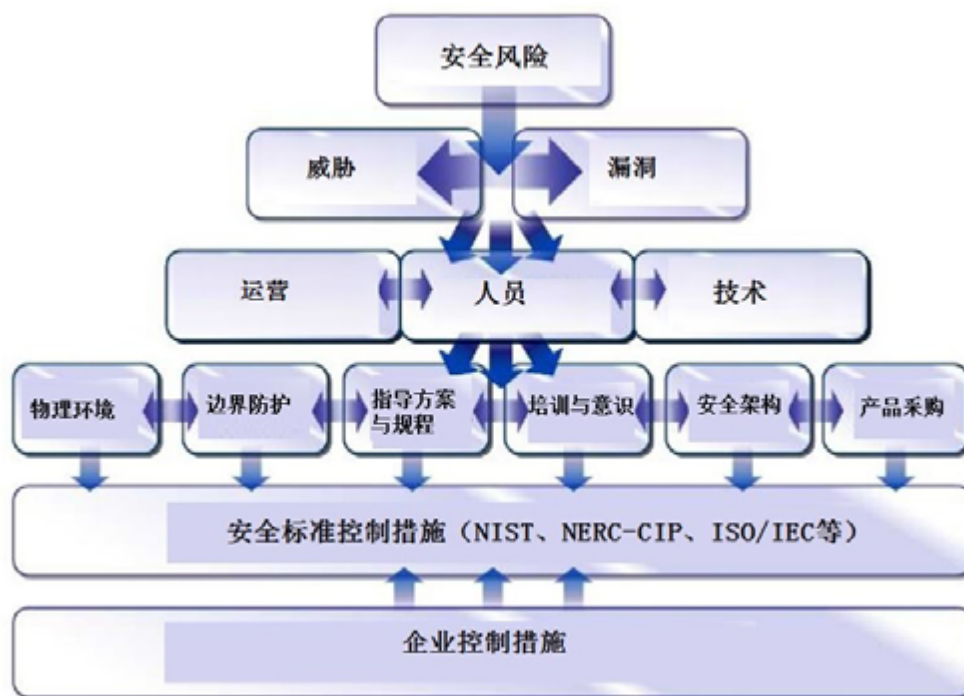 安全风险
威胁
漏洞
运营
人员
技术
物理环境
边界防护
指导方案
与规程
培训与意识
安全架构
产品采购
安全标准控制措施（NIST、NERC-CIP、ISO/IEC等）
企业控制措施